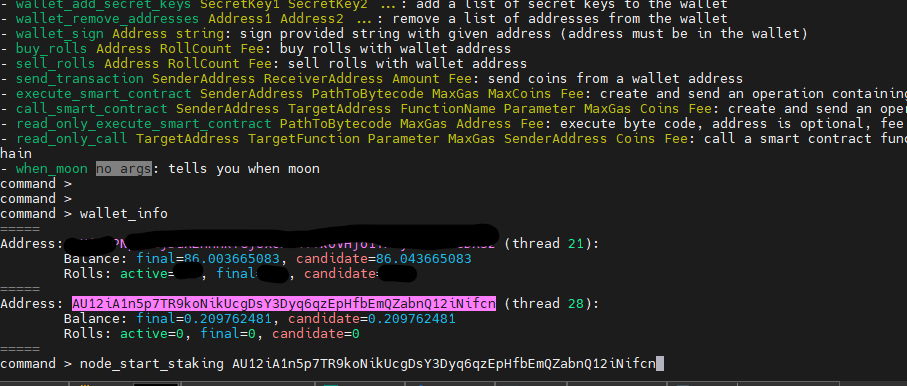 - wallet_add_secret_keys SecretKey1 SecretKey2 ...: add a list of secret keys to the wallet
- wallet_remove_addresses Address1 Address2 ...: remove a list of addresses from the wallet
- wallet_sign Address string: sign provided string with given address (address must be in the wallet)
- buy_rolls Address RollCount Fee: buy rolls with wallet address
- sell_rolls Address RollCount Fee: sell rolls with wallet address
- send_transaction SenderAddress ReceiverAddress Amount Fee: send coins from a wallet address
- execute_smart_contract SenderAddress PathToBytecode MaxGas MaxCoins Fee: create and send an operation containing
- call_smart_contract SenderAddress TargetAddress FunctionName Parameter MaxGas Coins Fee: create and send an ope
- read_only_execute_smart_contract PathToBytecode MaxGas Address Fee: execute byte code, address is optional, fee
- read_only_call TargetAddress TargetFunction Parameter MaxGas SenderAddress Coins Fee: call a smart contract fun
hain
- when_moon no args: tells you when moon
command >
command >
command > wallet_info
=====
Address: (thread 21):
Balance: final=86.003665083, candidate=86.043665083
Rolls: active= , final= , candidate=
=====
Address: AU12iA1n5p7TR9koNikUcgDsY3Dyq6qzEpHfbEmQZabnQ12iNifcn (thread 28):
Balance: final=0.209762481, candidate=0.209762481
Rolls: active=0, final=0, candidate=0
=====
command > node_start_staking AU12iA1n5p7TR9koNikUcgDsY3Dyq6qzEpHfbEmQZabnQ12iNifcn